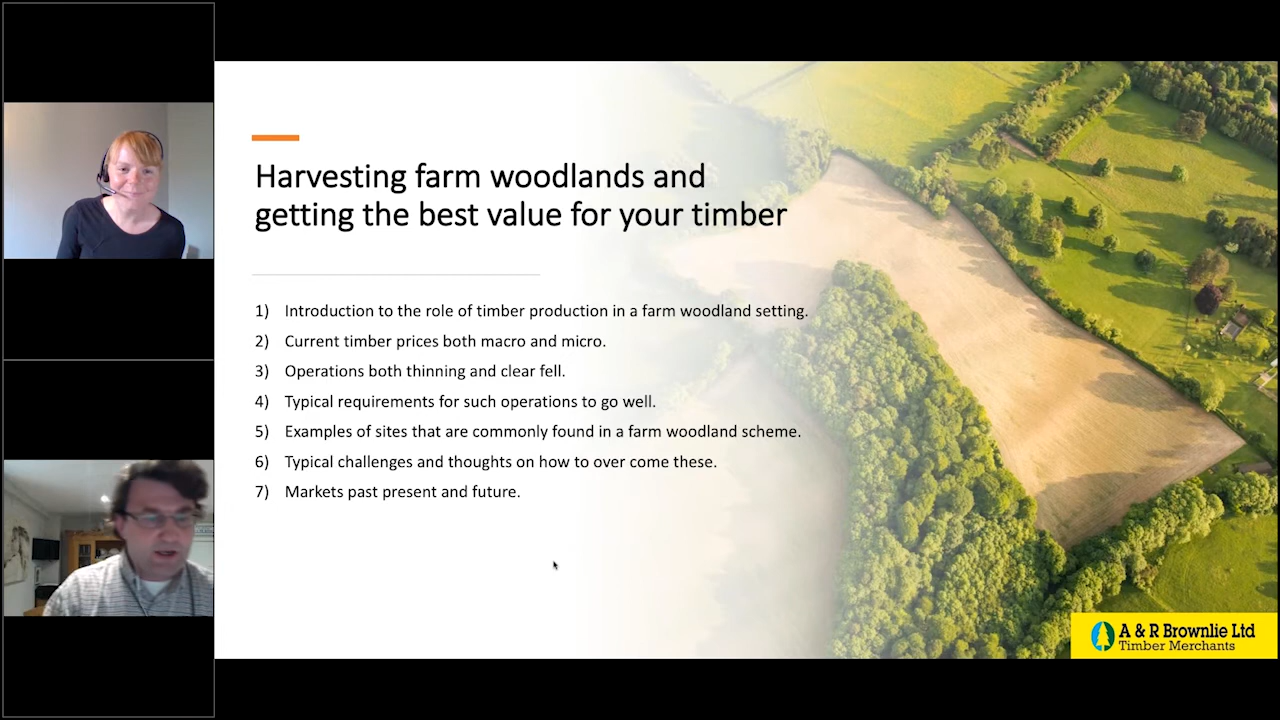 Harvesting farm woodlands and
getting the best value for your timber
1) Introduction to the role of timber production in a farm woodland setting.
2) Current timber prices both macro and micro.
3) Operations both thinning and clear fell.
4) Typical requirements for such operations to go well.
5) Examples of sites that are commonly found in a farm woodland scheme.
6) Typical challenges and thoughts on how to over come these.
7) Markets past present and future.
A & R Brownlie Ltd
Timber Merchants